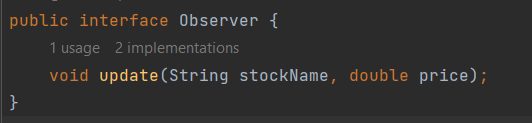 public interface Observer {
1 usage 2 implementations
void update(String stockName, double price);
}